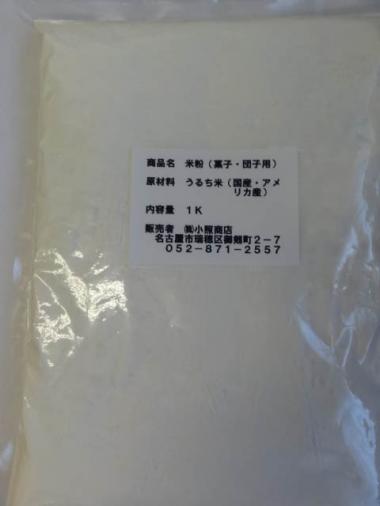 商品名　米粉（菓子・団子用）
原材料　うるち米（国産・アメ
リカ産）
内容量　１Ｋ
販売者　㈱小照商店
名古屋市瑞穂区御剱町２－７
０５２－８７１－２５５７